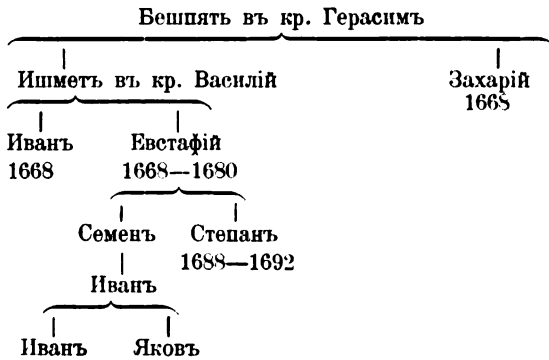 Бешпять въ кр. Герасимъ
Ишметъ въ кр. Василій Захарій
1668
Иванъ Евстафій
1668 1668—1680
Семенъ Степанъ
1688—1692
Иванъ
Иванъ Яковъ